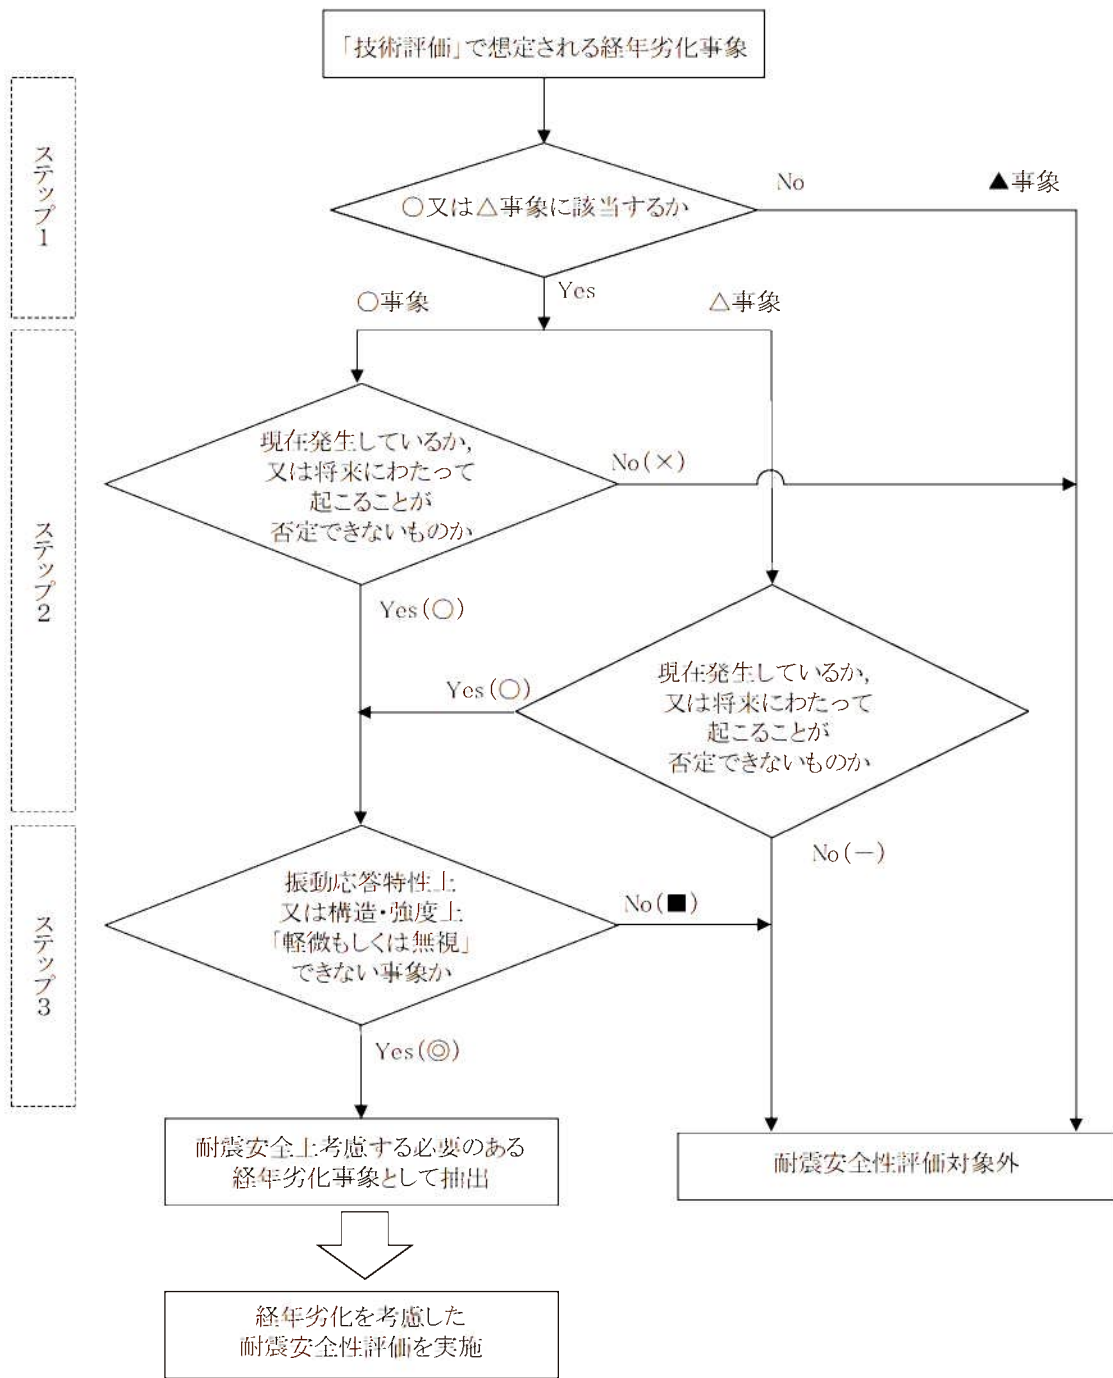 「技術評価」で想定される経年劣化事象
ステップ1
○又は△事象に該当するか
No
▲事象
Yes
○事象
△事象
ステップ2
現在発生しているか,
又は将来にわたって
起こることが
否定できないものか
No(×)
Yes(○)
現在発生しているか,
又は将来にわたって
起こることが
否定できないものか
Yes(○)
No(－)
ステップ3
振動応答特性上
又は構造・強度上
「軽微もしくは無視」
できない事象か
No(■)
Yes(◎)
耐震安全上考慮する必要のある
経年劣化事象として抽出
耐震安全性評価対象外
経年劣化を考慮した
耐震安全性評価を実施